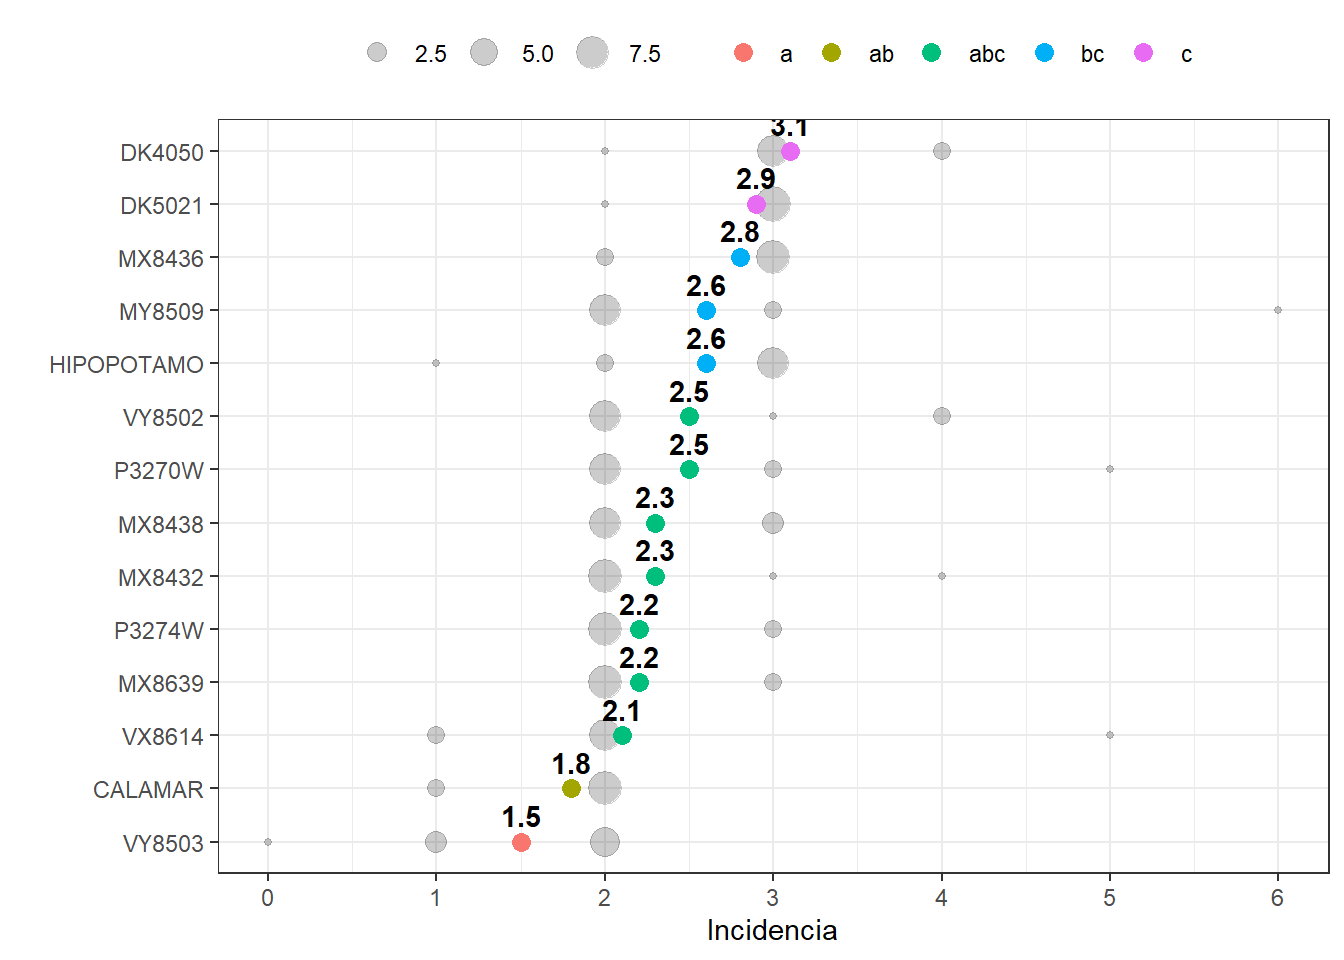 2.5 5.0 7.5 a ab abc bc c
DK4050 3.1
DK5021 2.9
MX8436 2.8
MY8509 2.6
HIPOPOTAMO 2.6
VY8502 2.5
P3270W 2.5
MX8438 2.3
MX8432 2.3
P3274W 2.2
MX8639 2.2
VX8614 2.1
CALAMAR 1.8
VY8503 1.5
0 1 2 3 4 5 6
Incidencia